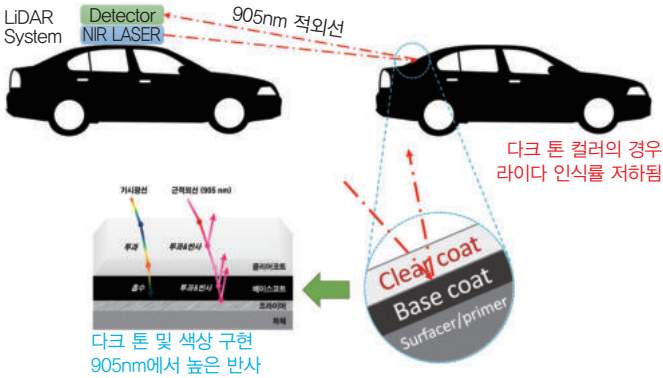 LiDAR
System
Detector
NIR LASER
905nm 적외선
다크 톤 컬러의 경우
라이다 인식률 저하됨
가시광선
근적외선 (905 nm)
투과
투과&반사
클리어코트
흡수
투과&반사
베이스코트
프라이머
차체
Clear coat
Base coat
Surfacer/primer
다크 톤 및 색상 구현
905nm에서 높은 반사